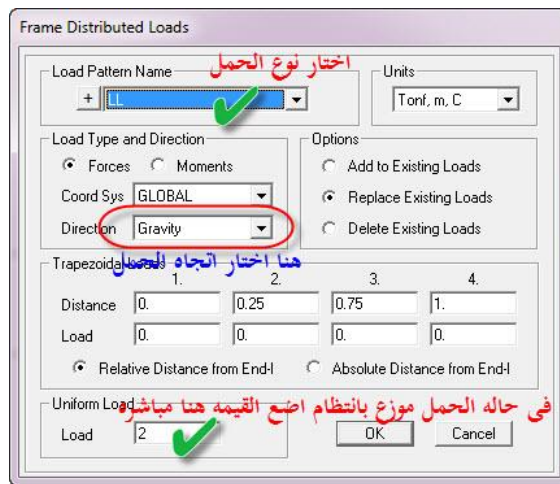 Frame Distributed Loads
اختار نوع الحمل
Load Pattern Name
Units
+ LL
Tonf, m, C
Load Type and Direction
Options
Forces Moments
Add to Existing Loads
Coord Sys GLOBAL
Replace Existing Loads
Direction Gravity
Delete Existing Loads
هنا اختار اتجاه الحمل
Trapezoidal Loads
1. 2. 3. 4.
Distance 0. 0.25 0.75 1.
Load 0. 0. 0. 0.
Relative Distance from End-I Absolute Distance from End-I
فى حاله الحمل موزع بانتظام اضع القيمه هنا مباشره
Uniform Load
Load 2
OK Cancel